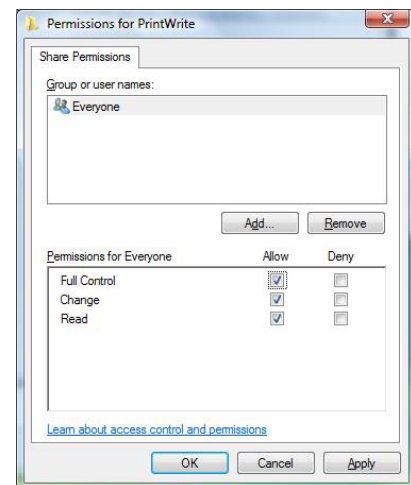 Permissions for PrintWrite
Share Permissions
Group or user names:
Everyone
Add... Remove
Permissions for Everyone Allow Deny
Full Control
Change
Read
Learn about access control and permissions
OK Cancel Apply